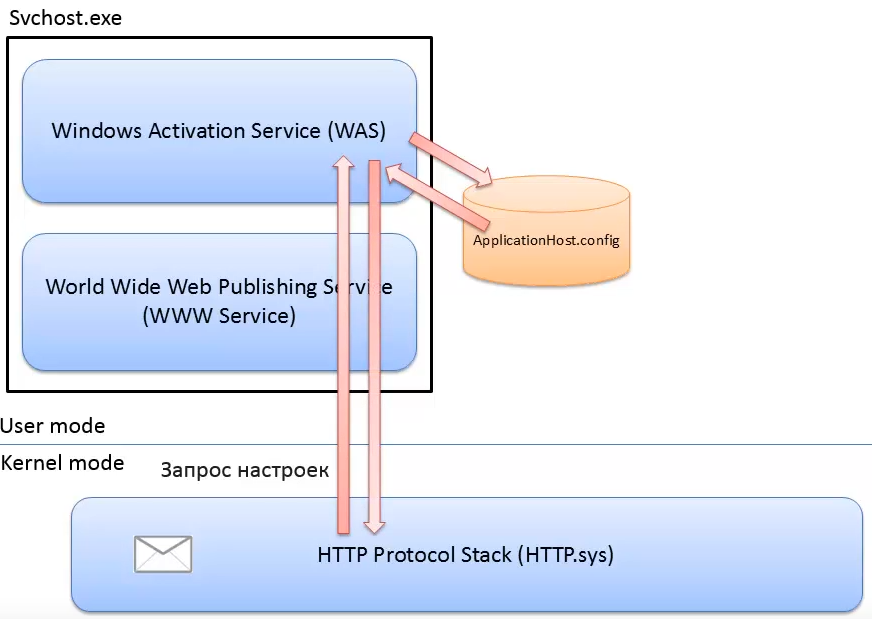 Svchost.exe
Windows Activation Service (WAS)
ApplicationHost.config
World Wide Web Publishing Service
(WWW Service)
User mode
Kernel mode
Запрос настроек
HTTP Protocol Stack (HTTP.sys)